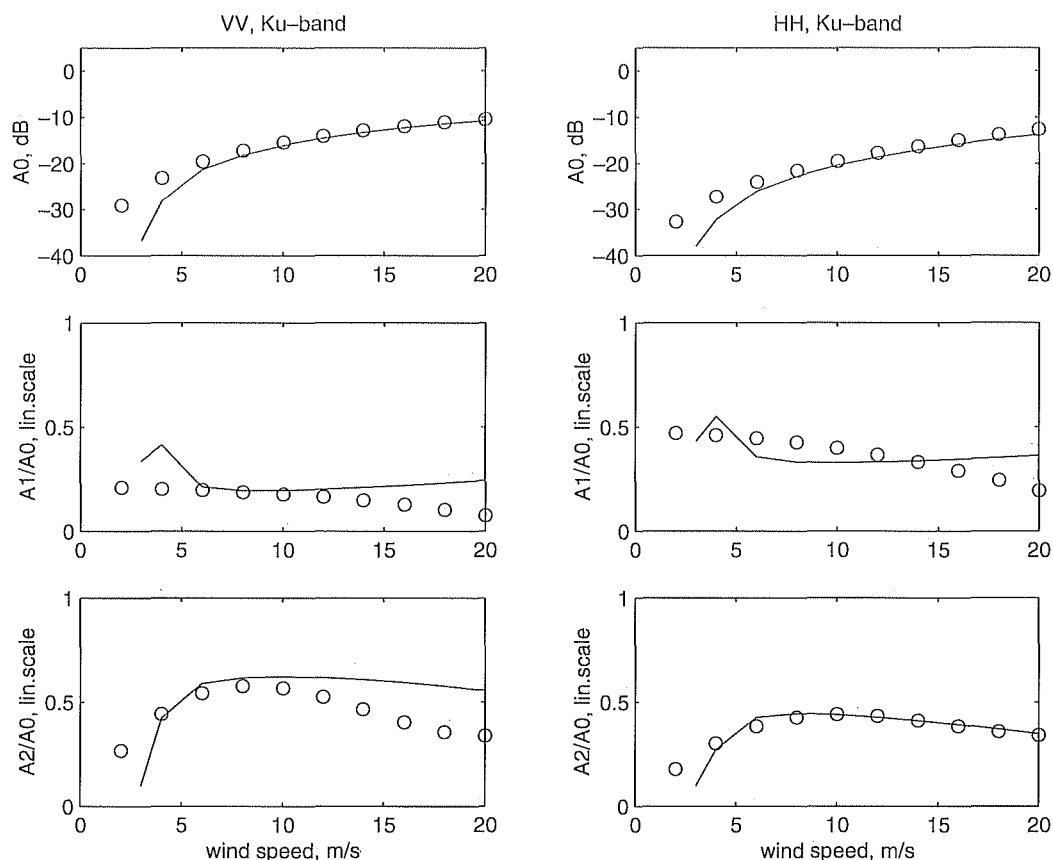 VV, Ku–band
0
–10
–20
–30
–40
A0, dB
0 5 10 15 20
HH, Ku–band
0
–10
–20
–30
–40
A0, dB
0 5 10 15 20
1
0.5
0
A1/A0, lin.scale
0 5 10 15 20
1
0.5
0
A1/A0, lin.scale
0 5 10 15 20
1
0.5
0
A2/A0, lin.scale
0 5 10 15 20
wind speed, m/s
1
0.5
0
A2/A0, lin.scale
0 5 10 15 20
wind speed, m/s